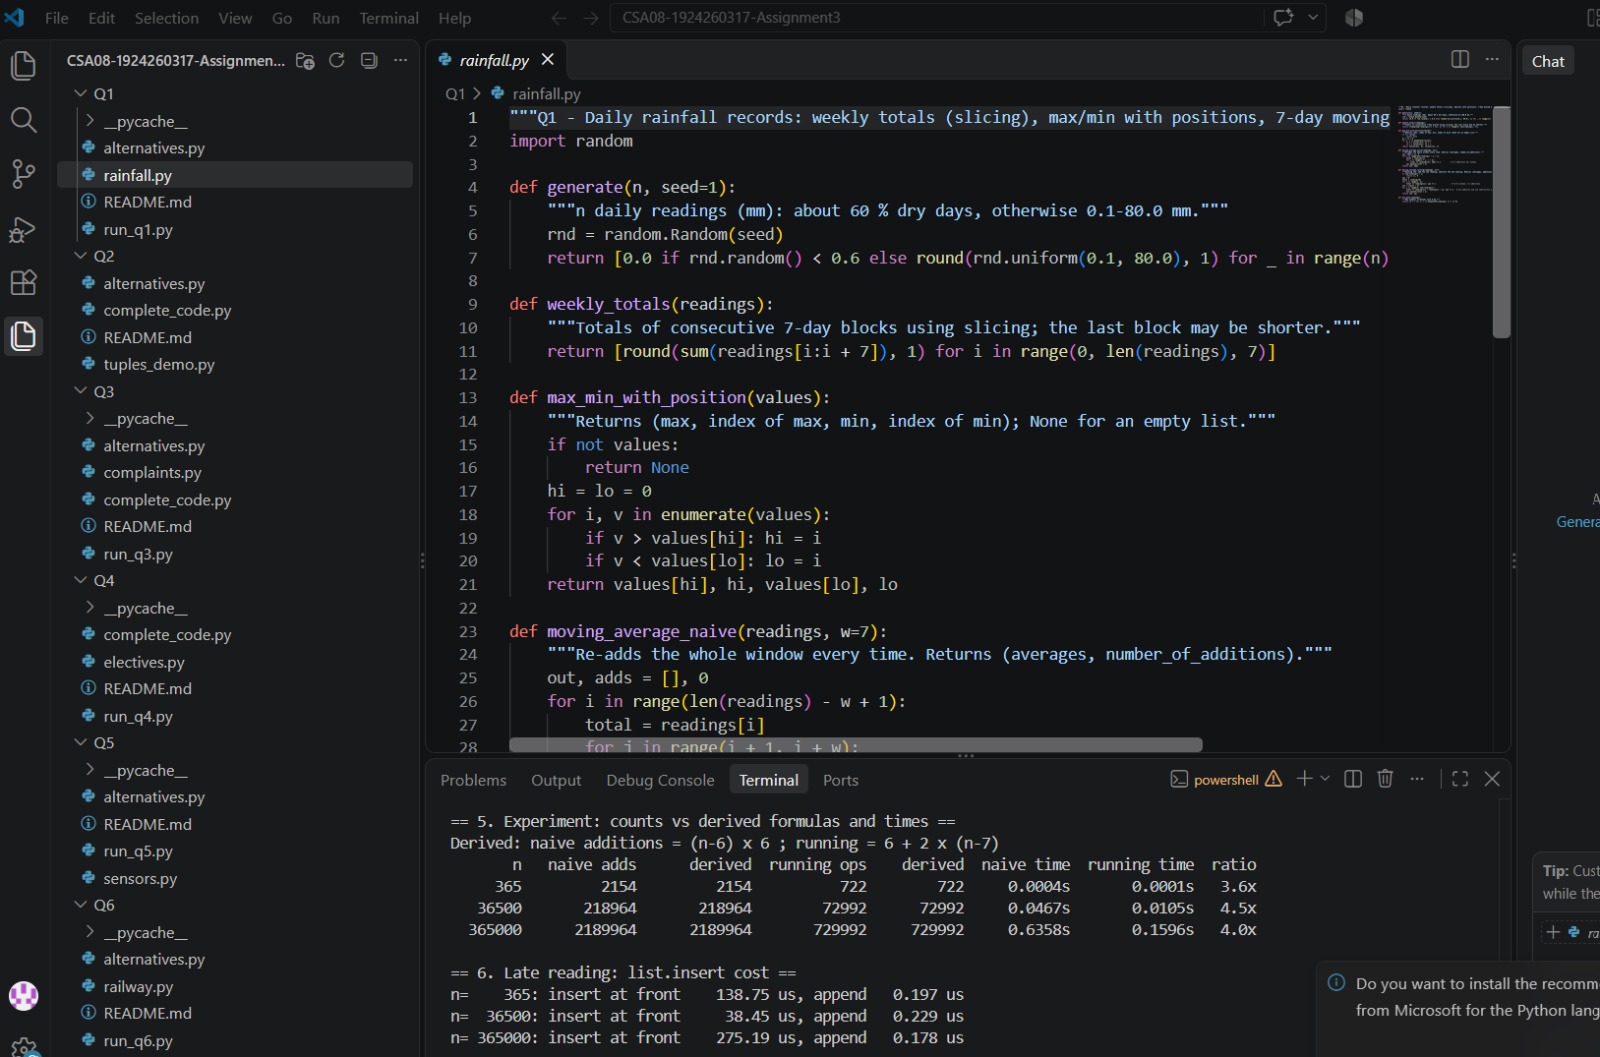 File Edit Selection View Go Run Terminal Help
CSA08-1924260317-Assignment3
CSA08-1924260317-Assignmen...
Q1
__pycache__
alternatives.py
rainfall.py
README.md
run_q1.py
Q2
alternatives.py
complete_code.py
README.md
tuples_demo.py
Q3
__pycache__
alternatives.py
complaints.py
complete_code.py
README.md
run_q3.py
Q4
__pycache__
complete_code.py
electives.py
README.md
run_q4.py
Q5
__pycache__
alternatives.py
README.md
run_q5.py
sensors.py
Q6
__pycache__
alternatives.py
railway.py
README.md
run_q6.py
rainfall.py
Q1 > rainfall.py
1 """Q1 - Daily rainfall records: weekly totals (slicing), max/min with positions, 7-day moving
2 import random
3
4 def generate(n, seed=1):
5 """n daily readings (mm): about 60 % dry days, otherwise 0.1-80.0 mm."""
6 rnd = random.Random(seed)
7 return [0.0 if rnd.random() < 0.6 else round(rnd.uniform(0.1, 80.0), 1) for _ in range(n)
8
9 def weekly_totals(readings):
10 """Totals of consecutive 7-day blocks using slicing; the last block may be shorter."""
11 return [round(sum(readings[i:i + 7]), 1) for i in range(0, len(readings), 7)]
12
13 def max_min_with_position(values):
14 """Returns (max, index of max, min, index of min); None for an empty list."""
15 if not values:
16 return None
17 hi = lo = 0
18 for i, v in enumerate(values):
19 if v > values[hi]: hi = i
20 if v < values[lo]: lo = i
21 return values[hi], hi, values[lo], lo
22
23 def moving_average_naive(readings, w=7):
24 """Re-adds the whole window every time. Returns (averages, number_of_additions)."""
25 out, adds = [], 0
26 for i in range(len(readings) - w + 1):
27 total = readings[i]
28 for j in range(i + 1, i + w):
Problems Output Debug Console Terminal Ports
powershell
== 5. Experiment: counts vs derived formulas and times ==
Derived: naive additions = (n-6) x 6 ; running = 6 + 2 x (n-7)
n naive adds derived running ops derived naive time running time ratio
365 2154 2154 722 722 0.0004s 0.0001s 3.6x
36500 218964 218964 72992 72992 0.0467s 0.0105s 4.5x
365000 2189964 2189964 729992 729992 0.6358s 0.1596s 4.0x
== 6. Late reading: list.insert cost ==
n= 365: insert at front 138.75 us, append 0.197 us
n= 36500: insert at front 38.45 us, append 0.229 us
n= 365000: insert at front 275.19 us, append 0.178 us
Chat
A
Genera
Tip: Cust
while the
ra
Do you want to install the recomm
from Microsoft for the Python lang